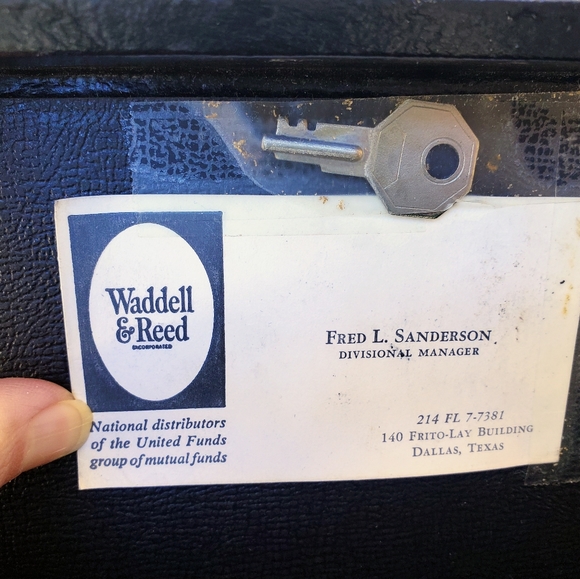 Waddell
& Reed
INCORPORATED
FRED L. SANDERSON
DIVISIONAL MANAGER
National distributors
of the United Funds
group of mutual funds
214 FL 7-7381
140 FRITO-LAY BUILDING
DALLAS, TEXAS